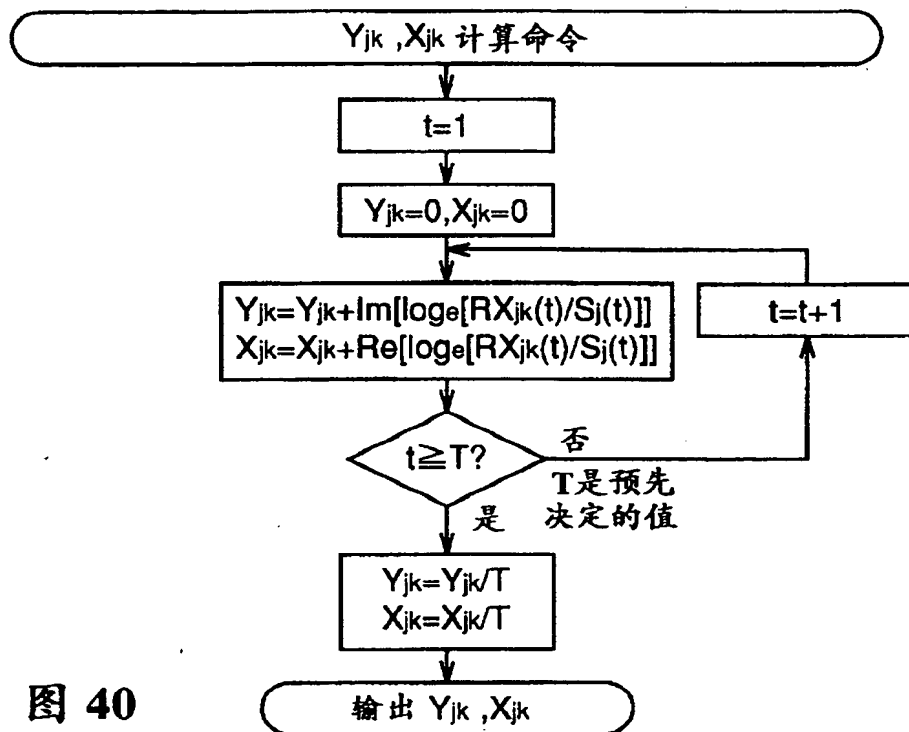 Yjk ,Xjk 计算命令
t=1
Yjk=0,Xjk=0
Yjk=Yjk+Im[loge[RXjk(t)/Sj(t)]]
Xjk=Xjk+Re[loge[RXjk(t)/Sj(t)]]
t=t+1
t≧T?
否
T是预先
决定的值
是
Yjk=Yjk/T
Xjk=Xjk/T
图 40
输出 Yjk ,Xjk